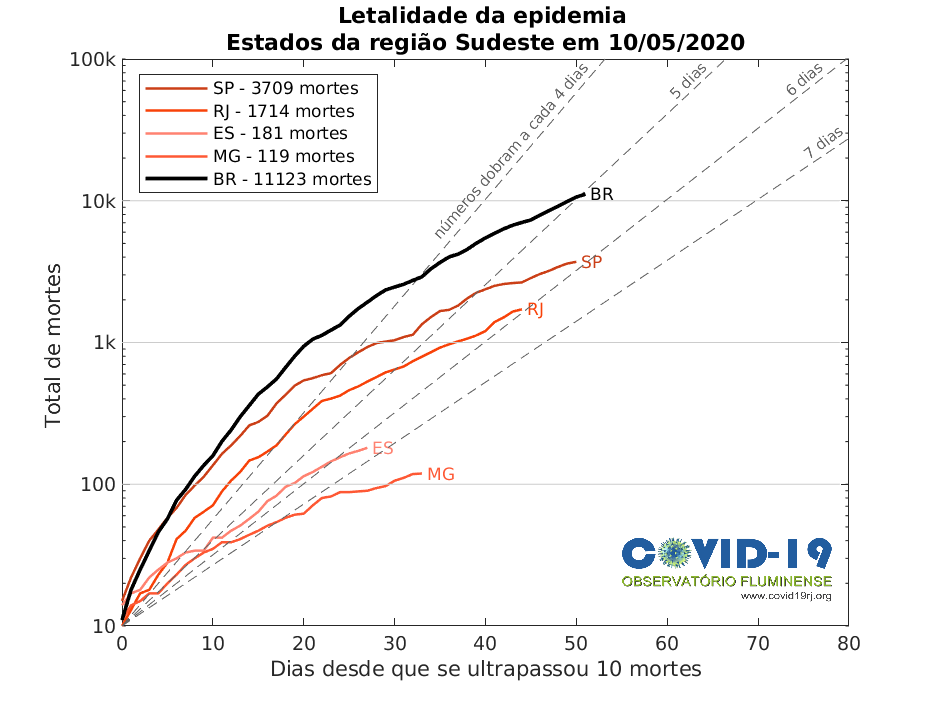 Letalidade da epidemia
Estados da região Sudeste em 10/05/2020
100k
10k
1k
100
10
Total de mortes
SP - 3709 mortes
RJ - 1714 mortes
ES - 181 mortes
MG - 119 mortes
BR - 11123 mortes
números dobram a cada 4 dias
5 dias
6 dias
7 dias
BR
SP
RJ
ES
MG
COVID-19
OBSERVATÓRIO FLUMINENSE
www.covid19rj.org
0 10 20 30 40 50 60 70 80
Dias desde que se ultrapassou 10 mortes